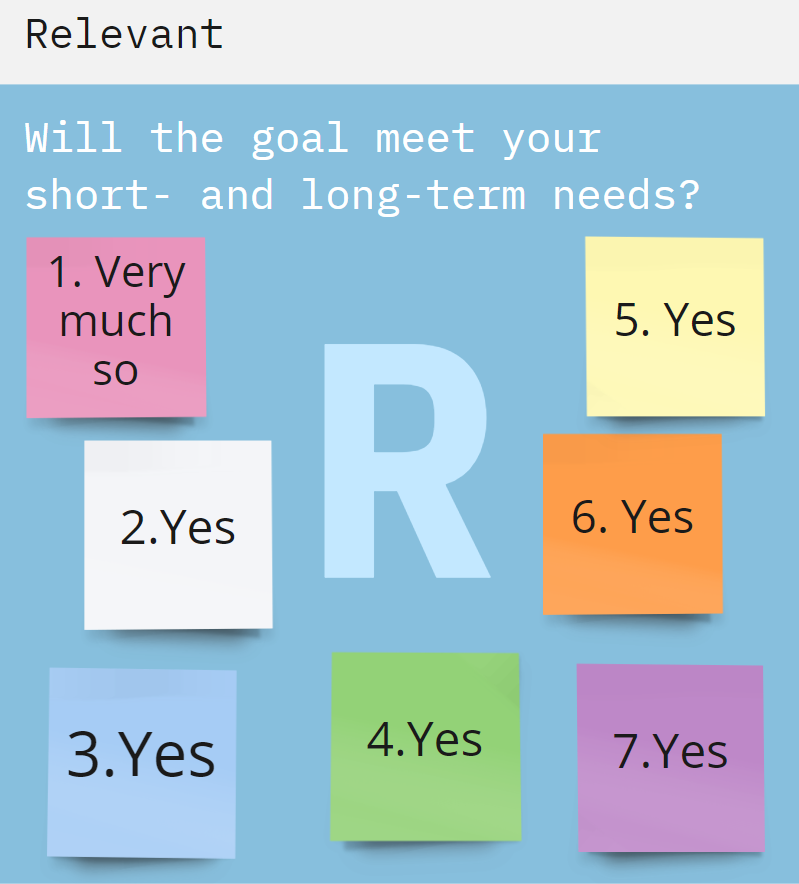 Relevant
Will the goal meet your
short- and long-term needs?
1. Very
much
so
2.Yes
3.Yes
R
4.Yes
5. Yes
6. Yes
7.Yes